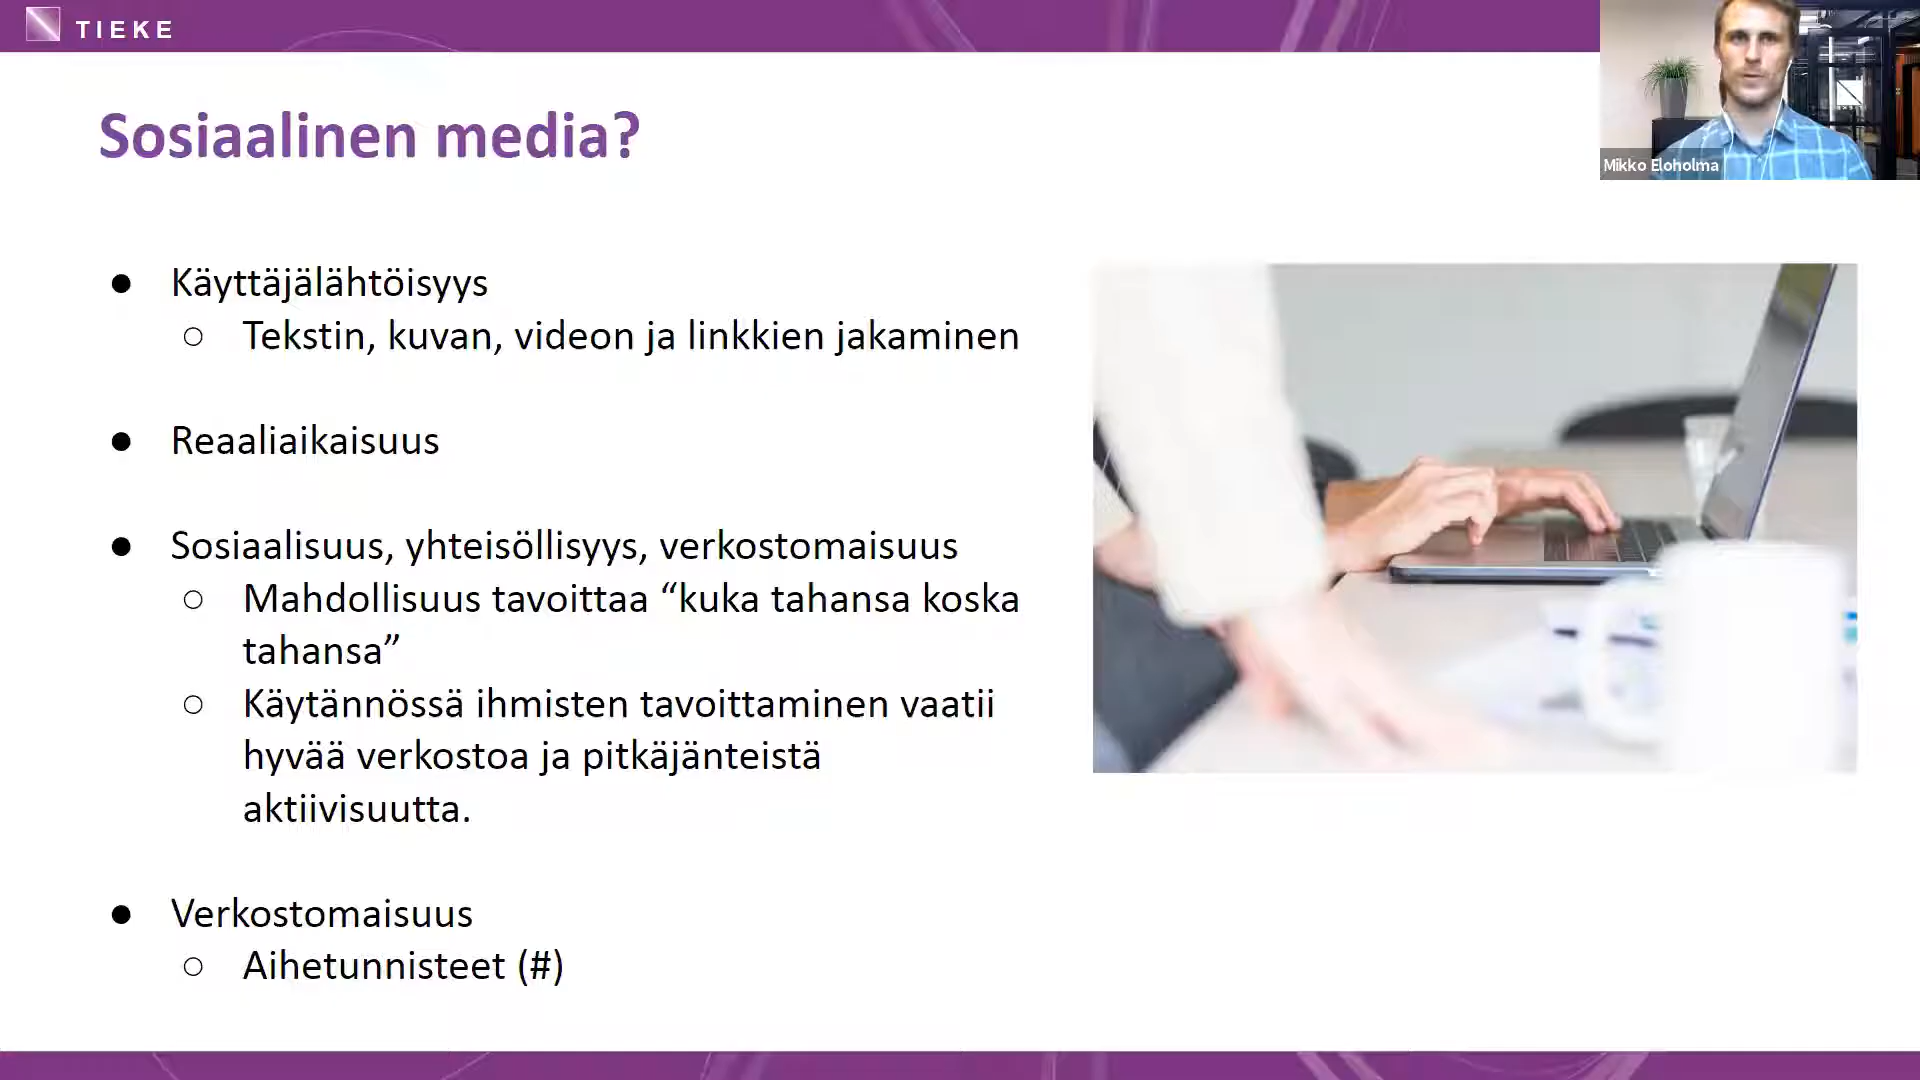 TIEKE
Mikko Eloholma
Sosiaalinen media?
● Käyttäjälähtöisyys
○ Tekstin, kuvan, videon ja linkkien jakaminen
● Reaaliaikaisuus
● Sosiaalisuus, yhteisöllisyys, verkostomaisuus
○ Mahdollisuus tavoittaa “kuka tahansa koska
tahansa”
○ Käytännössä ihmisten tavoittaminen vaatii
hyvää verkostoa ja pitkäjänteistä
aktiivisuutta.
● Verkostomaisuus
○ Aihetunnisteet (#)